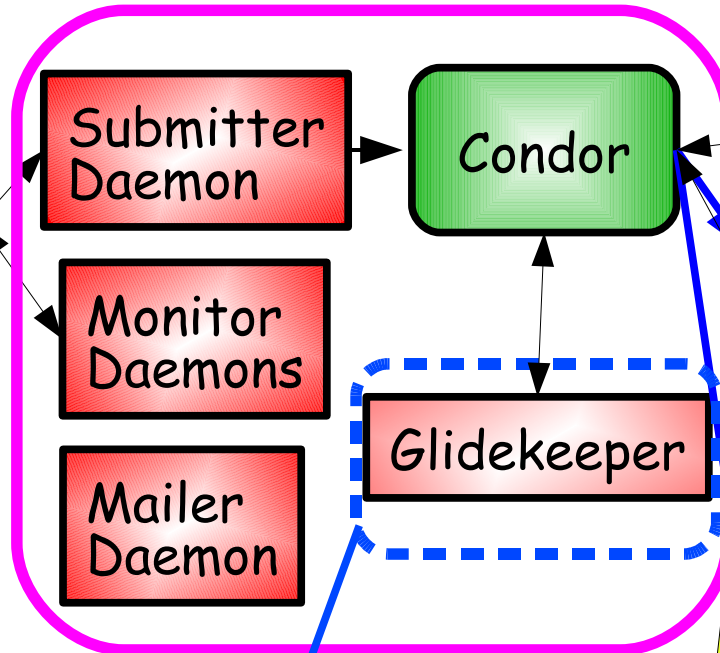 Submitter
Daemon
Condor
Monitor
Daemons
Glidekeeper
Mailer
Daemon